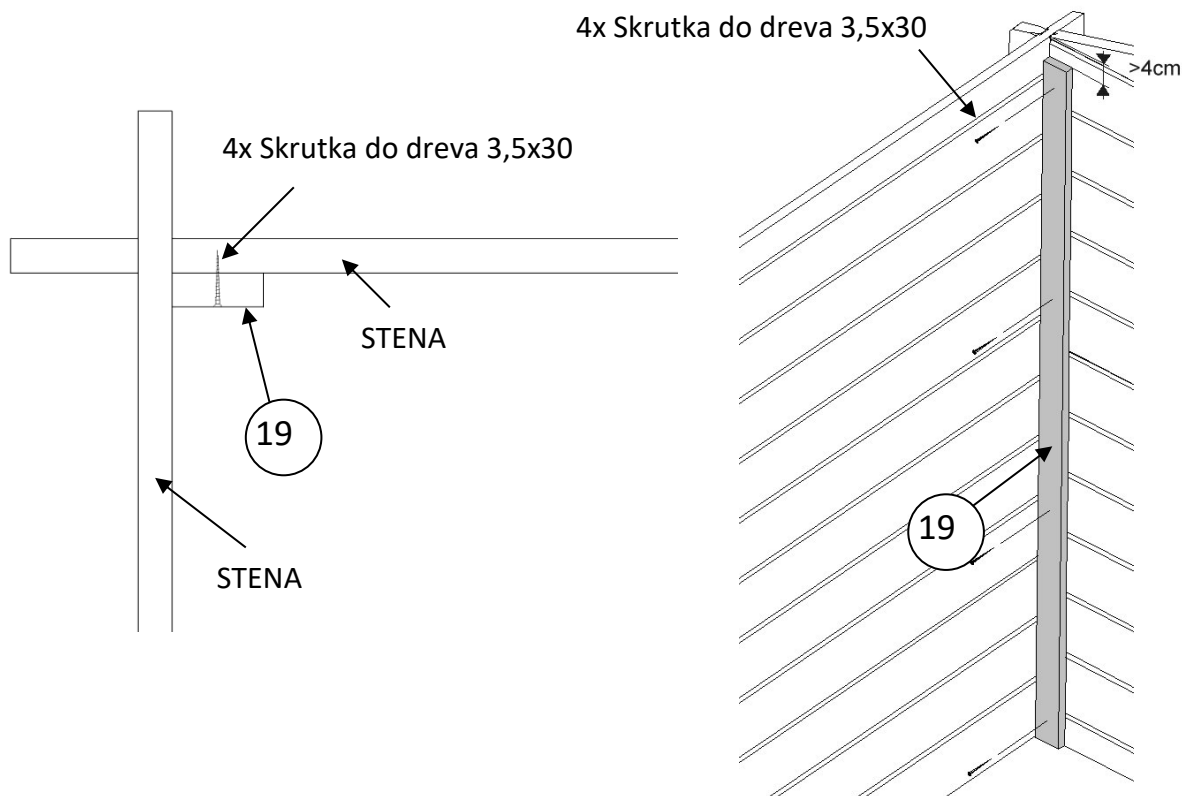 4x Skrutka do dreva 3,5x30
>4cm
4x Skrutka do dreva 3,5x30
STENA
19
19
STENA